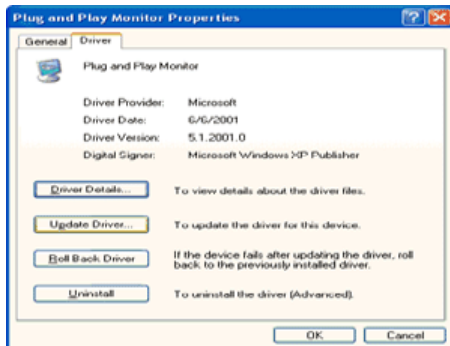 Plug and Play Monitor Properties
General Driver
Plug and Play Monitor
Driver Provider: Microsoft
Driver Date: 6/6/2001
Driver Version: 5.1.2001.0
Digital Signer: Microsoft Windows XP Publisher
Driver Details... To view details about the driver files.
Update Driver... To update the driver for this device.
Roll Back Driver If the device fails after updating the driver, roll
back to the previously installed driver.
Uninstall To uninstall the driver (Advanced).
OK Cancel